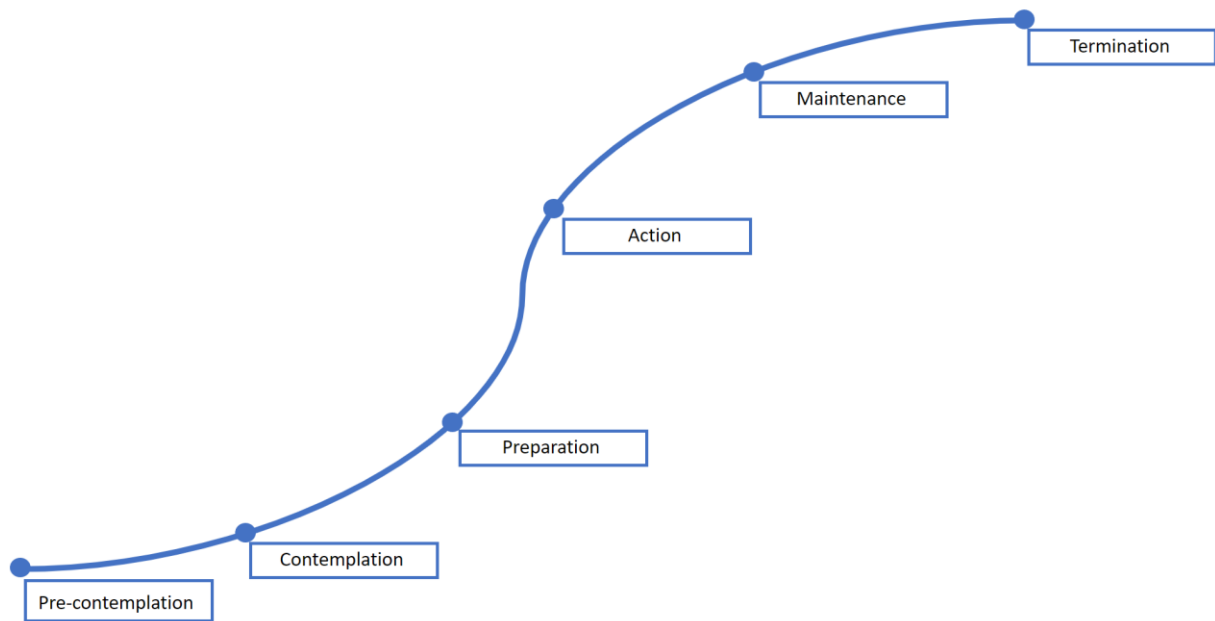 Termination
Maintenance
Action
Preparation
Contemplation
Pre-contemplation